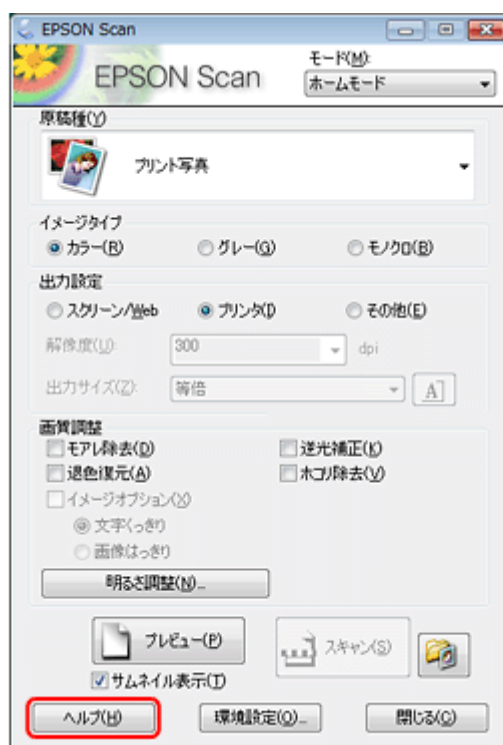 EPSON Scan
EPSON Scan
モード(M):
ホームモード
原稿種(Y)
プリント写真
イメージタイプ
カラー(R) グレー(G) モノクロ(B)
出力設定
スクリーン/Web プリンタ(I) その他(E)
解像度(U): 300 dpi
出力サイズ(Z): 等倍 A
画質調整
モアレ除去(D) 逆光補正(K)
退色復元(A) ホコリ除去(V)
イメージオプション(X)
文字くっきり
画像はっきり
明るさ調整(N)...
プレビュー(P) スキャン(S)
サムネイル表示(T)
ヘルプ(H) 環境設定(O)... 閉じる(C)